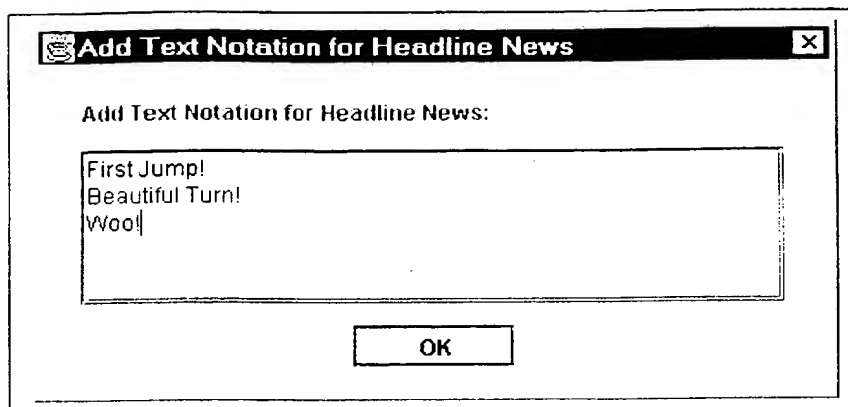 Add Text Notation for Headline News
Add Text Notation for Headline News:
First Jump!
Beautiful Turn!
Woo!
OK